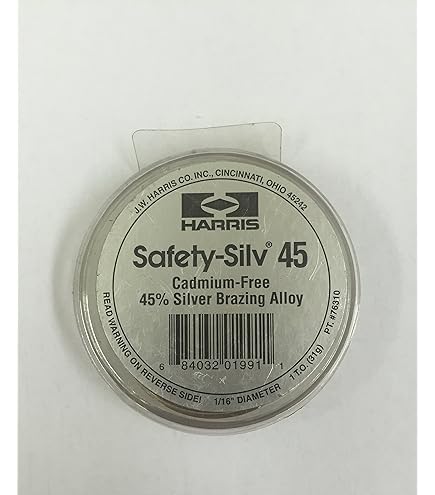 J.W. HARRIS CO. INC., CINCINNATI, OHIO 45242
HARRIS
Safety-Silv® 45
Cadmium-Free
45% Silver Brazing Alloy
6 84032 01991 1
READ WARNING ON REVERSE SIDE! 1/16" DIAMETER 1 T.O. (31g) PT. #76310